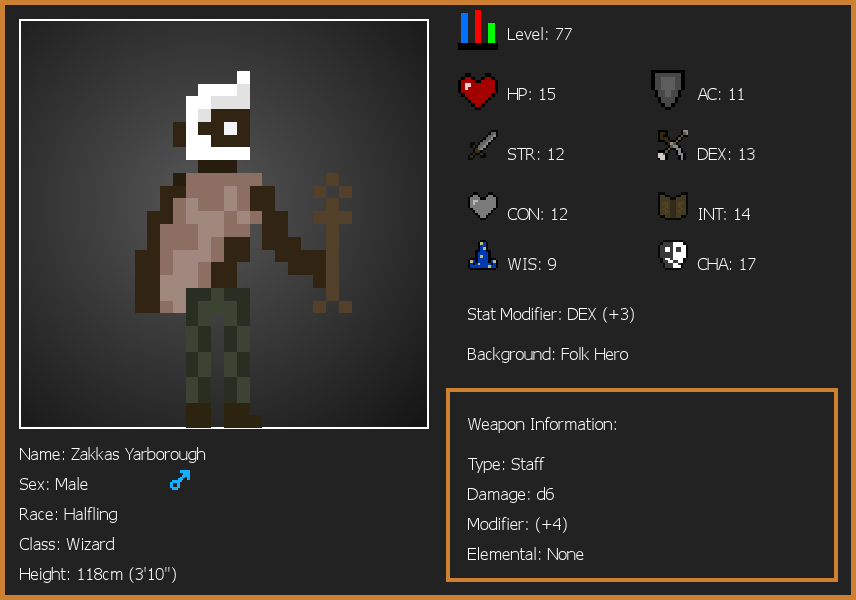 Level: 77
HP: 15
AC: 11
STR: 12
DEX: 13
CON: 12
INT: 14
WIS: 9
CHA: 17
Stat Modifier: DEX (+3)
Background: Folk Hero
Weapon Information:
Type: Staff
Damage: d6
Modifier: (+4)
Elemental: None
Name: Zakkas Yarborough
Sex: Male
Race: Halfling
Class: Wizard
Height: 118cm (3'10")